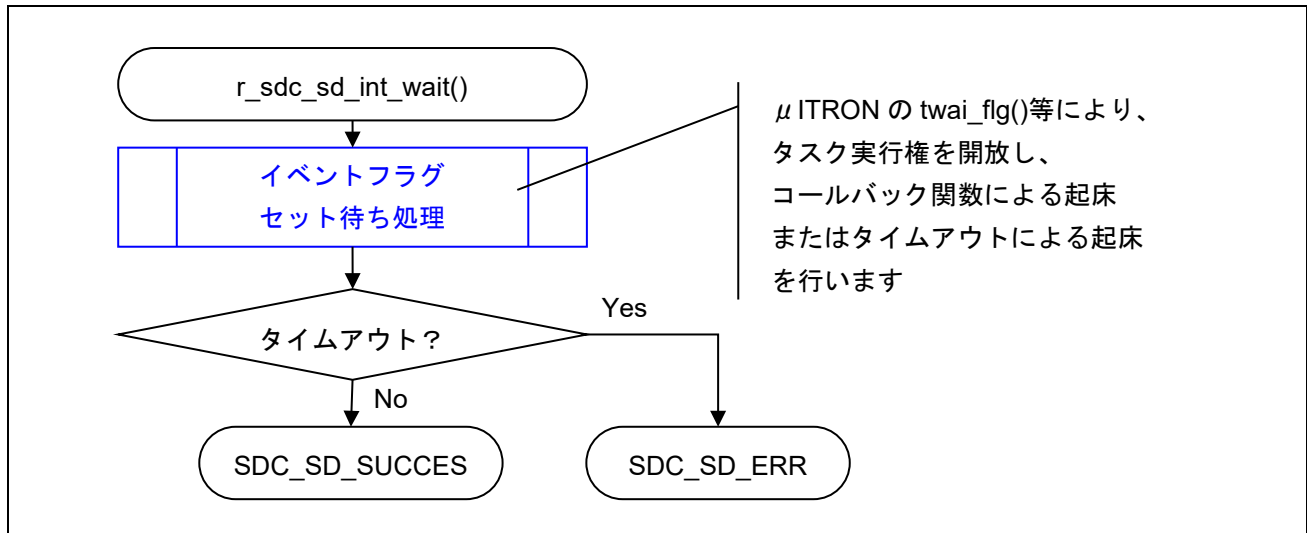 r_sdc_sd_int_wait()
イベントフラグ
セット待ち処理
μ ITRON の twai_flg()等により、
タスク実行権を開放し、
コールバック関数による起床
またはタイムアウトによる起床
を行います
タイムアウト？
Yes
No
SDC_SD_SUCCES
SDC_SD_ERR